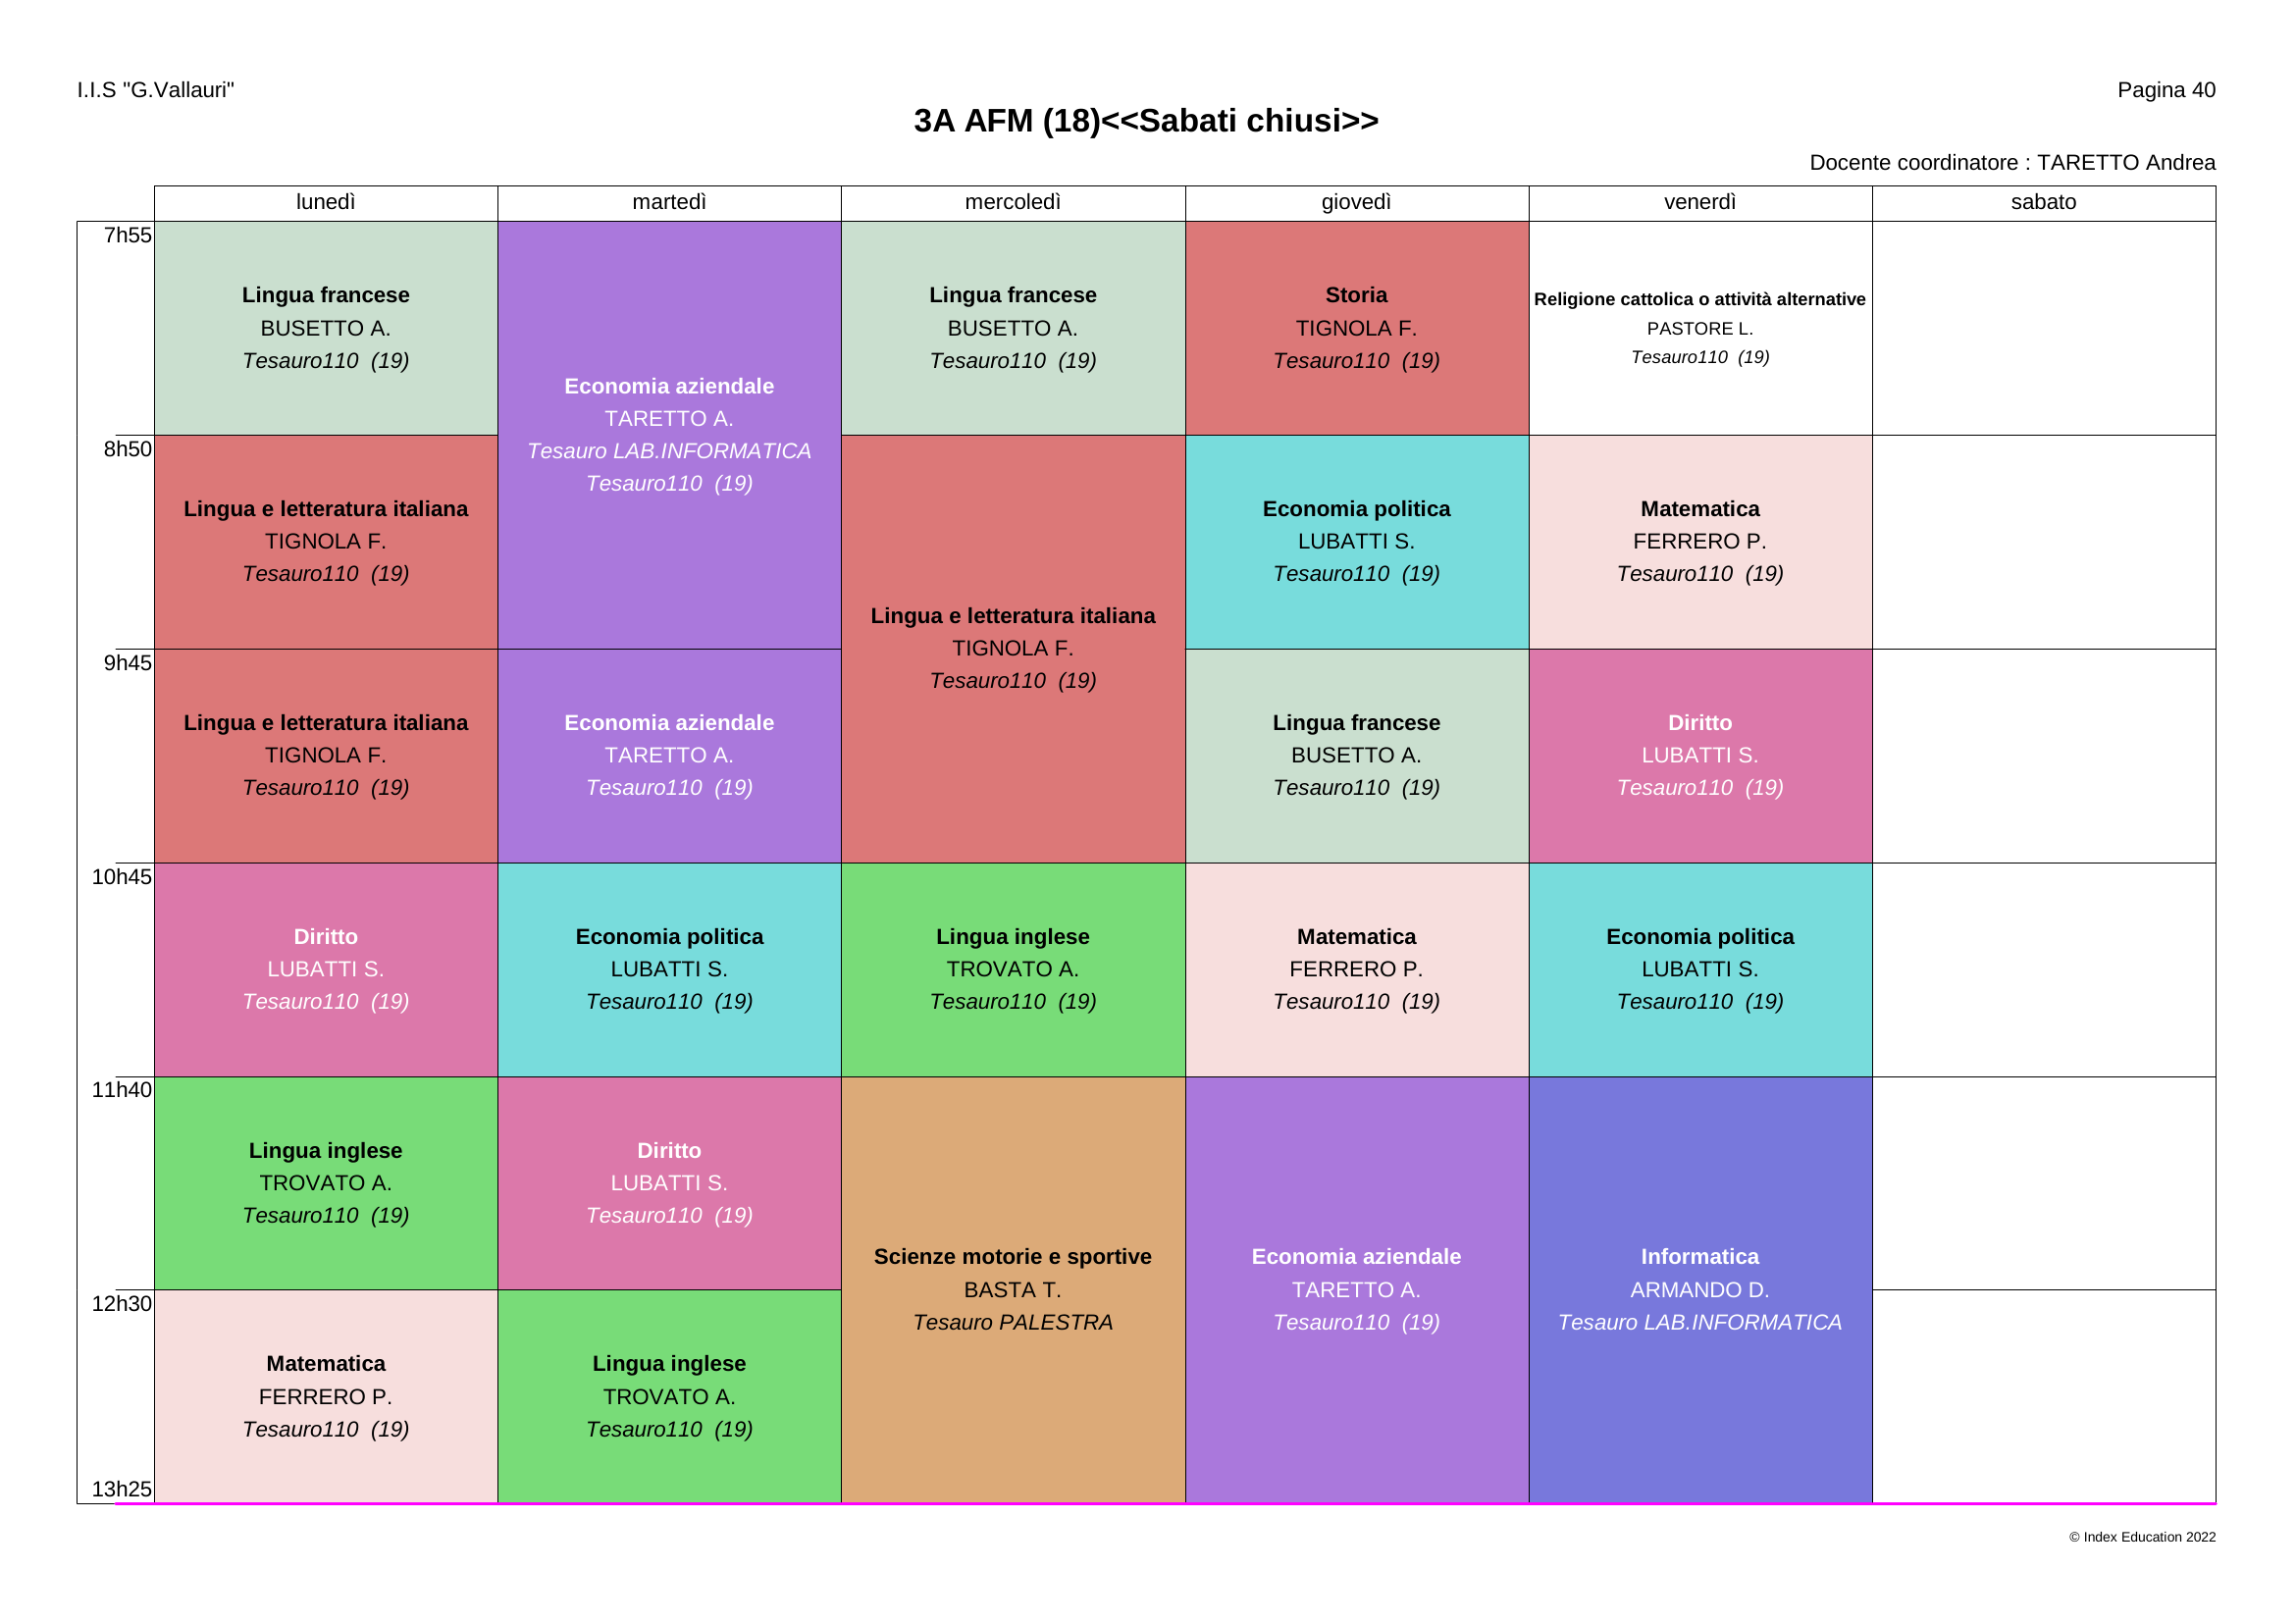 I.I.S "G.Vallauri"
Pagina 40
3A AFM (18)<<Sabati chiusi>>
Docente coordinatore : TARETTO Andrea
lunedì
martedì
mercoledì
giovedì
venerdì
sabato
7h55
Lingua francese
BUSETTO A.
Tesauro110 (19)
Economia aziendale
TARETTO A.
Tesauro LAB.INFORMATICA
Tesauro110 (19)
Lingua francese
BUSETTO A.
Tesauro110 (19)
Storia
TIGNOLA F.
Tesauro110 (19)
Religione cattolica o attività alternative
PASTORE L.
Tesauro110 (19)
8h50
Lingua e letteratura italiana
TIGNOLA F.
Tesauro110 (19)
Lingua e letteratura italiana
TIGNOLA F.
Tesauro110 (19)
Economia politica
LUBATTI S.
Tesauro110 (19)
Matematica
FERRERO P.
Tesauro110 (19)
9h45
Lingua e letteratura italiana
TIGNOLA F.
Tesauro110 (19)
Economia aziendale
TARETTO A.
Tesauro110 (19)
Lingua francese
BUSETTO A.
Tesauro110 (19)
Diritto
LUBATTI S.
Tesauro110 (19)
10h45
Diritto
LUBATTI S.
Tesauro110 (19)
Economia politica
LUBATTI S.
Tesauro110 (19)
Lingua inglese
TROVATO A.
Tesauro110 (19)
Matematica
FERRERO P.
Tesauro110 (19)
Economia politica
LUBATTI S.
Tesauro110 (19)
11h40
Lingua inglese
TROVATO A.
Tesauro110 (19)
Diritto
LUBATTI S.
Tesauro110 (19)
Scienze motorie e sportive
BASTA T.
Tesauro PALESTRA
Economia aziendale
TARETTO A.
Tesauro110 (19)
Informatica
ARMANDO D.
Tesauro LAB.INFORMATICA
12h30
Matematica
FERRERO P.
Tesauro110 (19)
Lingua inglese
TROVATO A.
Tesauro110 (19)
13h25
© Index Education 2022